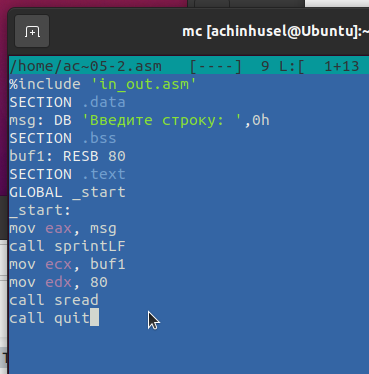 mc [achinhusel@Ubuntu]:~
/home/ac~05-2.asm [----] 9 L:[ 1+13
%include 'in_out.asm'
SECTION .data
msg: DB 'Введите строку: ',0h
SECTION .bss
buf1: RESB 80
SECTION .text
GLOBAL _start
_start:
mov eax, msg
call sprintLF
mov ecx, buf1
mov edx, 80
call sread
call quit